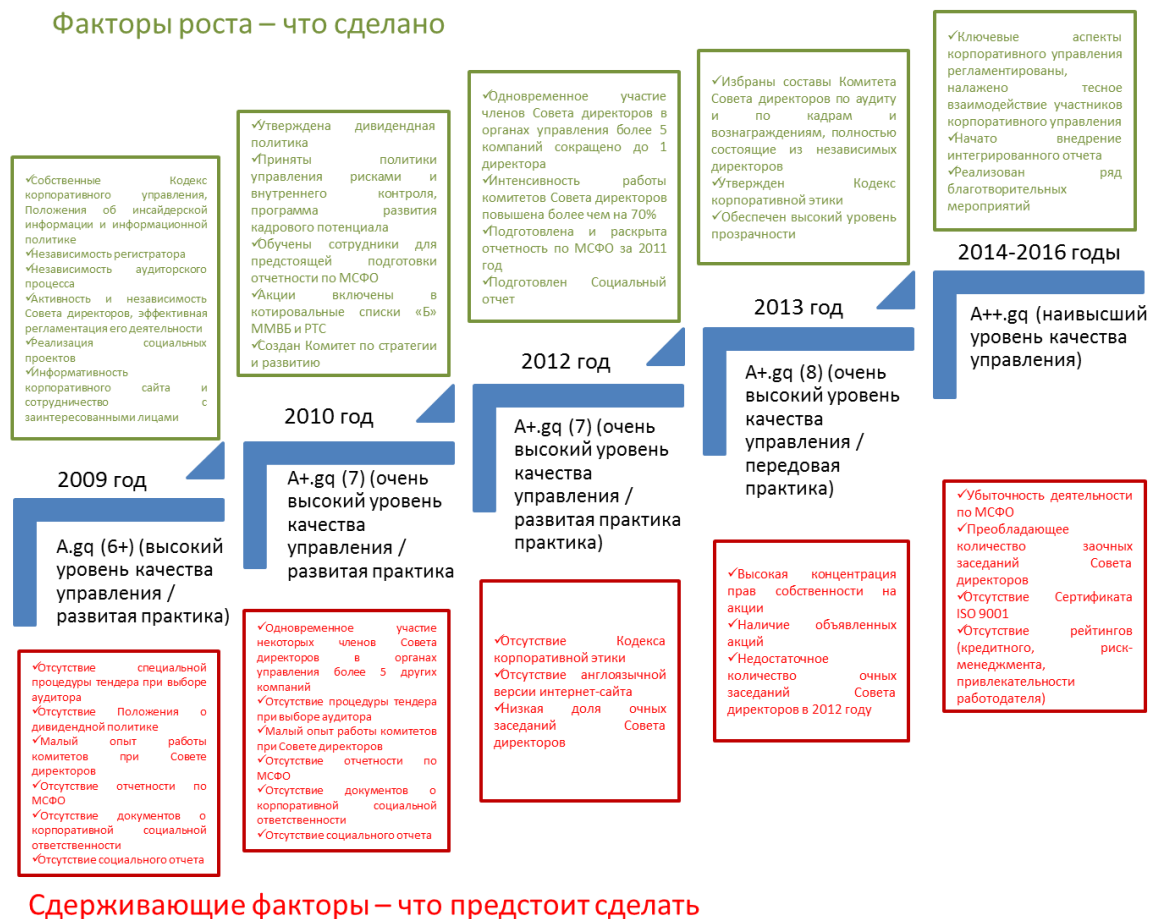 Факторы роста – что сделано
✓Собственные Кодекс
корпоративного управления,
Положения об инсайдерской
информации и информационной
политике
✓Независимость регистратора
✓Независимость аудиторского
процесса
✓Активность и независимость
Совета директоров, эффективная
регламентация его деятельности
✓Реализация социальных
проектов
✓Информативность
корпоративного сайта и
сотрудничество с
заинтересованными лицами
2009 год
A.gq (6+) (высокий
уровень качества
управления /
развитая практика)
✓Отсутствие специальной
процедуры тендера при выборе
аудитора
✓Отсутствие Положения о
дивидендной политике
✓Малый опыт работы
комитетов при Совете
директоров
✓Отсутствие отчетности по
МСФО
✓Отсутствие документов о
корпоративной социальной
ответственности
✓Отсутствие социального отчета
✓Утверждена дивидендная
политика
✓Приняты политики
управления рисками и
внутреннего контроля,
программа развития
кадрового потенциала
✓Обучены сотрудники для
предстоящей подготовки
отчетности по МСФО
✓Акции включены в
котировальные списки «Б»
ММВБ и РТС
✓Создан Комитет по стратегии
и развитию
2010 год
A+.gq (7) (очень
высокий уровень
качества
управления /
развитая практика
✓Одновременное участие
некоторых членов Совета
директоров в органах
управления более 5 других
компаний
✓Отсутствие процедуры тендера
при выборе аудитора
✓Малый опыт работы комитетов
при Совете директоров
✓Отсутствие отчетности по
МСФО
✓Отсутствие документов о
корпоративной социальной
ответственности
✓Отсутствие социального отчета
✓Одновременное участие
членов Совета директоров в
органах управления более 5
компаний сокращено до 1
директора
✓Интенсивность работы
комитетов Совета директоров
повышена более чем на 70%
✓Подготовлена и раскрыта
отчетность по МСФО за 2011
год
✓Подготовлен Социальный
отчет
2012 год
A+.gq (7) (очень
высокий уровень
качества
управления /
развитая практика
практика)
✓Отсутствие Кодекса
корпоративной этики
✓Отсутствие англоязычной
версии интернет-сайта
✓Низкая доля очных
заседаний Совета
директоров
✓Избраны составы Комитета
Совета директоров по аудиту
и по кадрам и
вознаграждениям, полностью
состоящие из независимых
директоров
✓Утвержден Кодекс
корпоративной этики
✓Обеспечен высокий уровень
прозрачности
2013 год
A+.gq (8) (очень
высокий уровень
качества
управления /
передовая
практика)
✓Высокая концентрация
прав собственности на
акции
✓Наличие объявленных
акций
✓Недостаточное
количество очных
заседаний Совета
директоров в 2012 году
✓Ключевые аспекты
корпоративного управления
регламентированы,
налажено тесное
взаимодействие участников
корпоративного управления
✓Начато внедрение
интегрированного отчета
✓Реализован ряд
благотворительных
мероприятий
2014-2016 годы
A++.gq (наивысший
уровень качества
управления)
✓Убыточность деятельности
по МСФО
✓Преобладающее
количество заочных
заседаний Совета
директоров
✓Отсутствие Сертификата
ISO 9001
✓Отсутствие рейтингов
(кредитного, риск-
менеджмента,
привлекательности
работодателя)
Сдерживающие факторы – что предстоит сделать